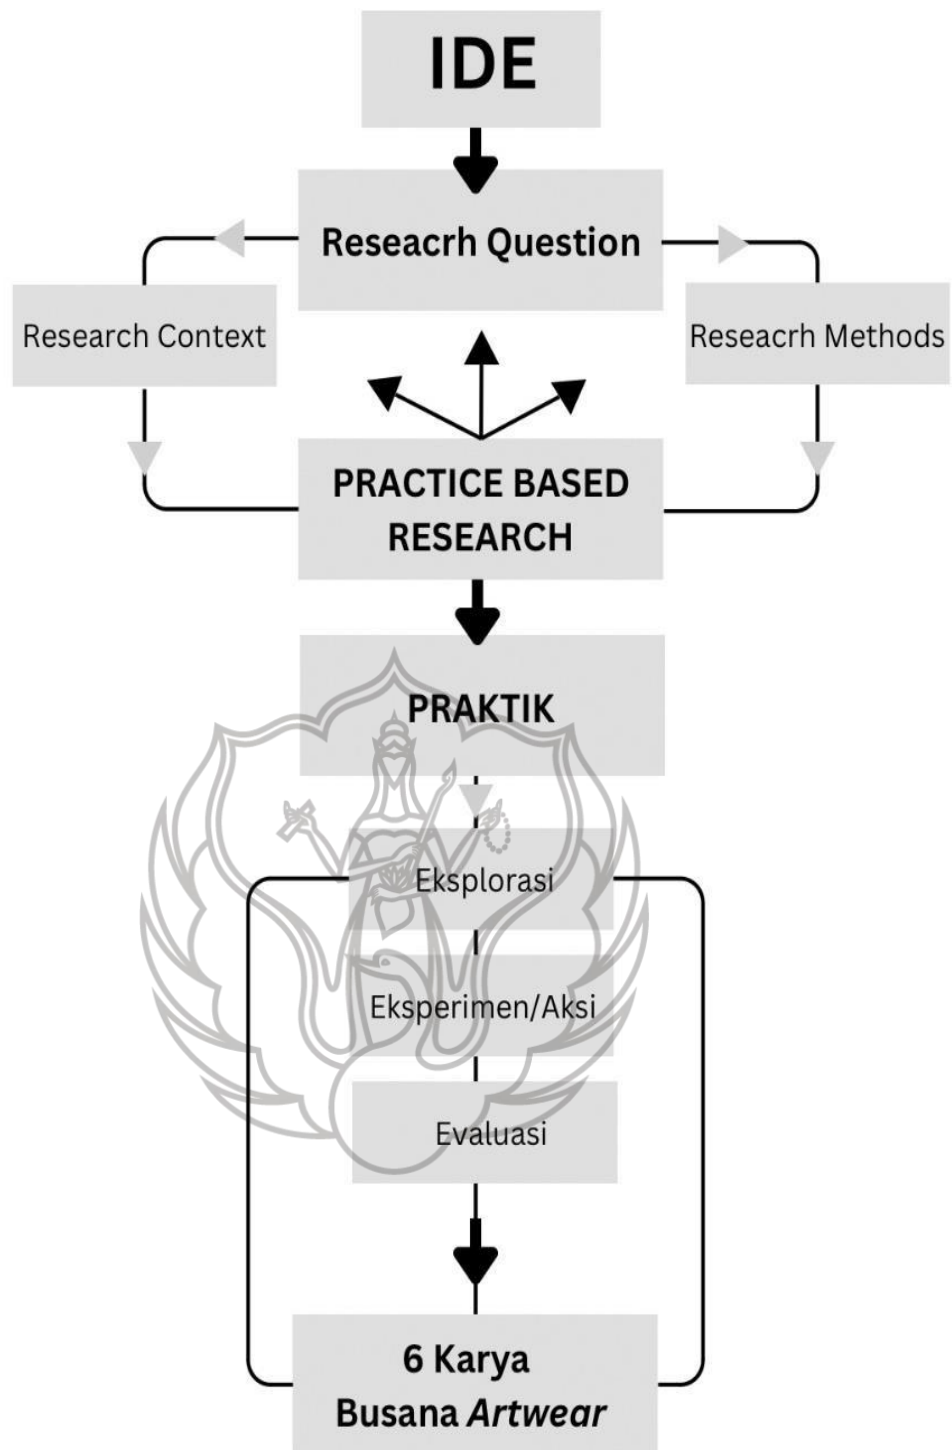 IDE
Reseacrh Question
Research Context
Reseacrh Methods
PRACTICE BASED
RESEARCH
PRAKTIK
Eksplorasi
Eksperimen/Aksi
Evaluasi
6 Karya
Busana Artwear